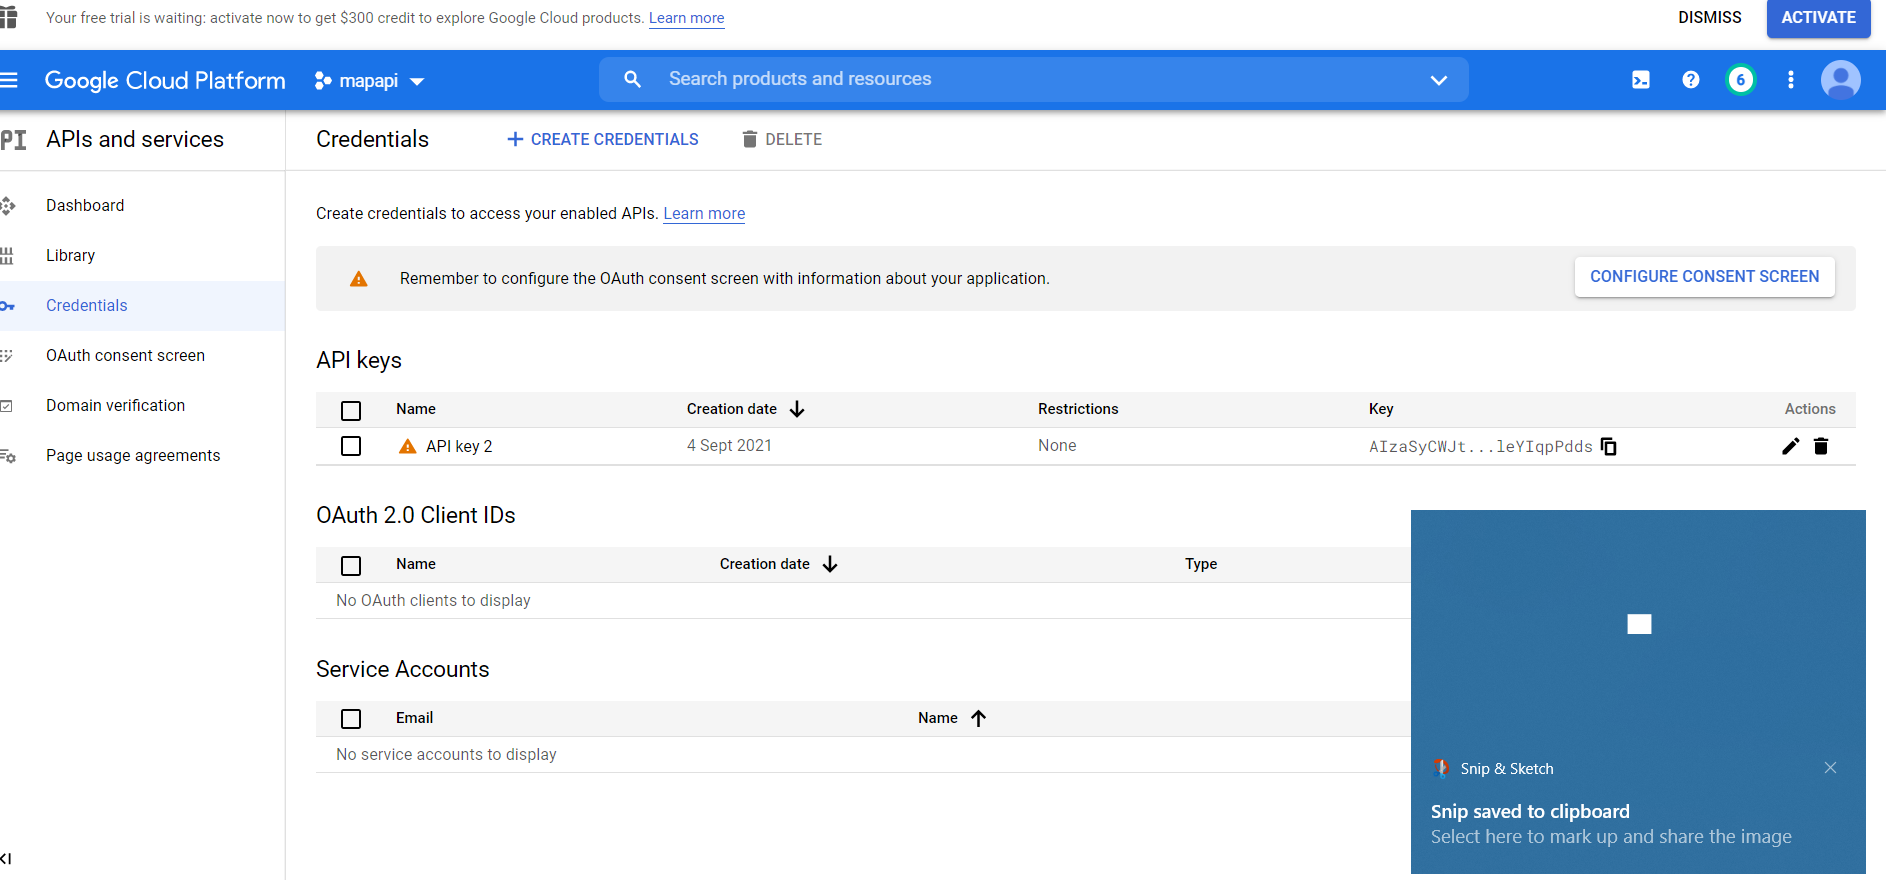 Your free trial is waiting: activate now to get $300 credit to explore Google Cloud products. Learn more
DISMISS
ACTIVATE
Google Cloud Platform
mapapi
Search products and resources
6
PI
APIs and services
Credentials
CREATE CREDENTIALS
DELETE
Dashboard
Library
Credentials
OAuth consent screen
Domain verification
Page usage agreements
Create credentials to access your enabled APIs. Learn more
Remember to configure the OAuth consent screen with information about your application.
CONFIGURE CONSENT SCREEN
API keys
Name Creation date Restrictions Key Actions
API key 2 4 Sept 2021 None AIzaSyCWJt...leYIqpPdds
OAuth 2.0 Client IDs
Name Creation date Type
No OAuth clients to display
Service Accounts
Email Name
No service accounts to display
Snip & Sketch
Snip saved to clipboard
Select here to mark up and share the image